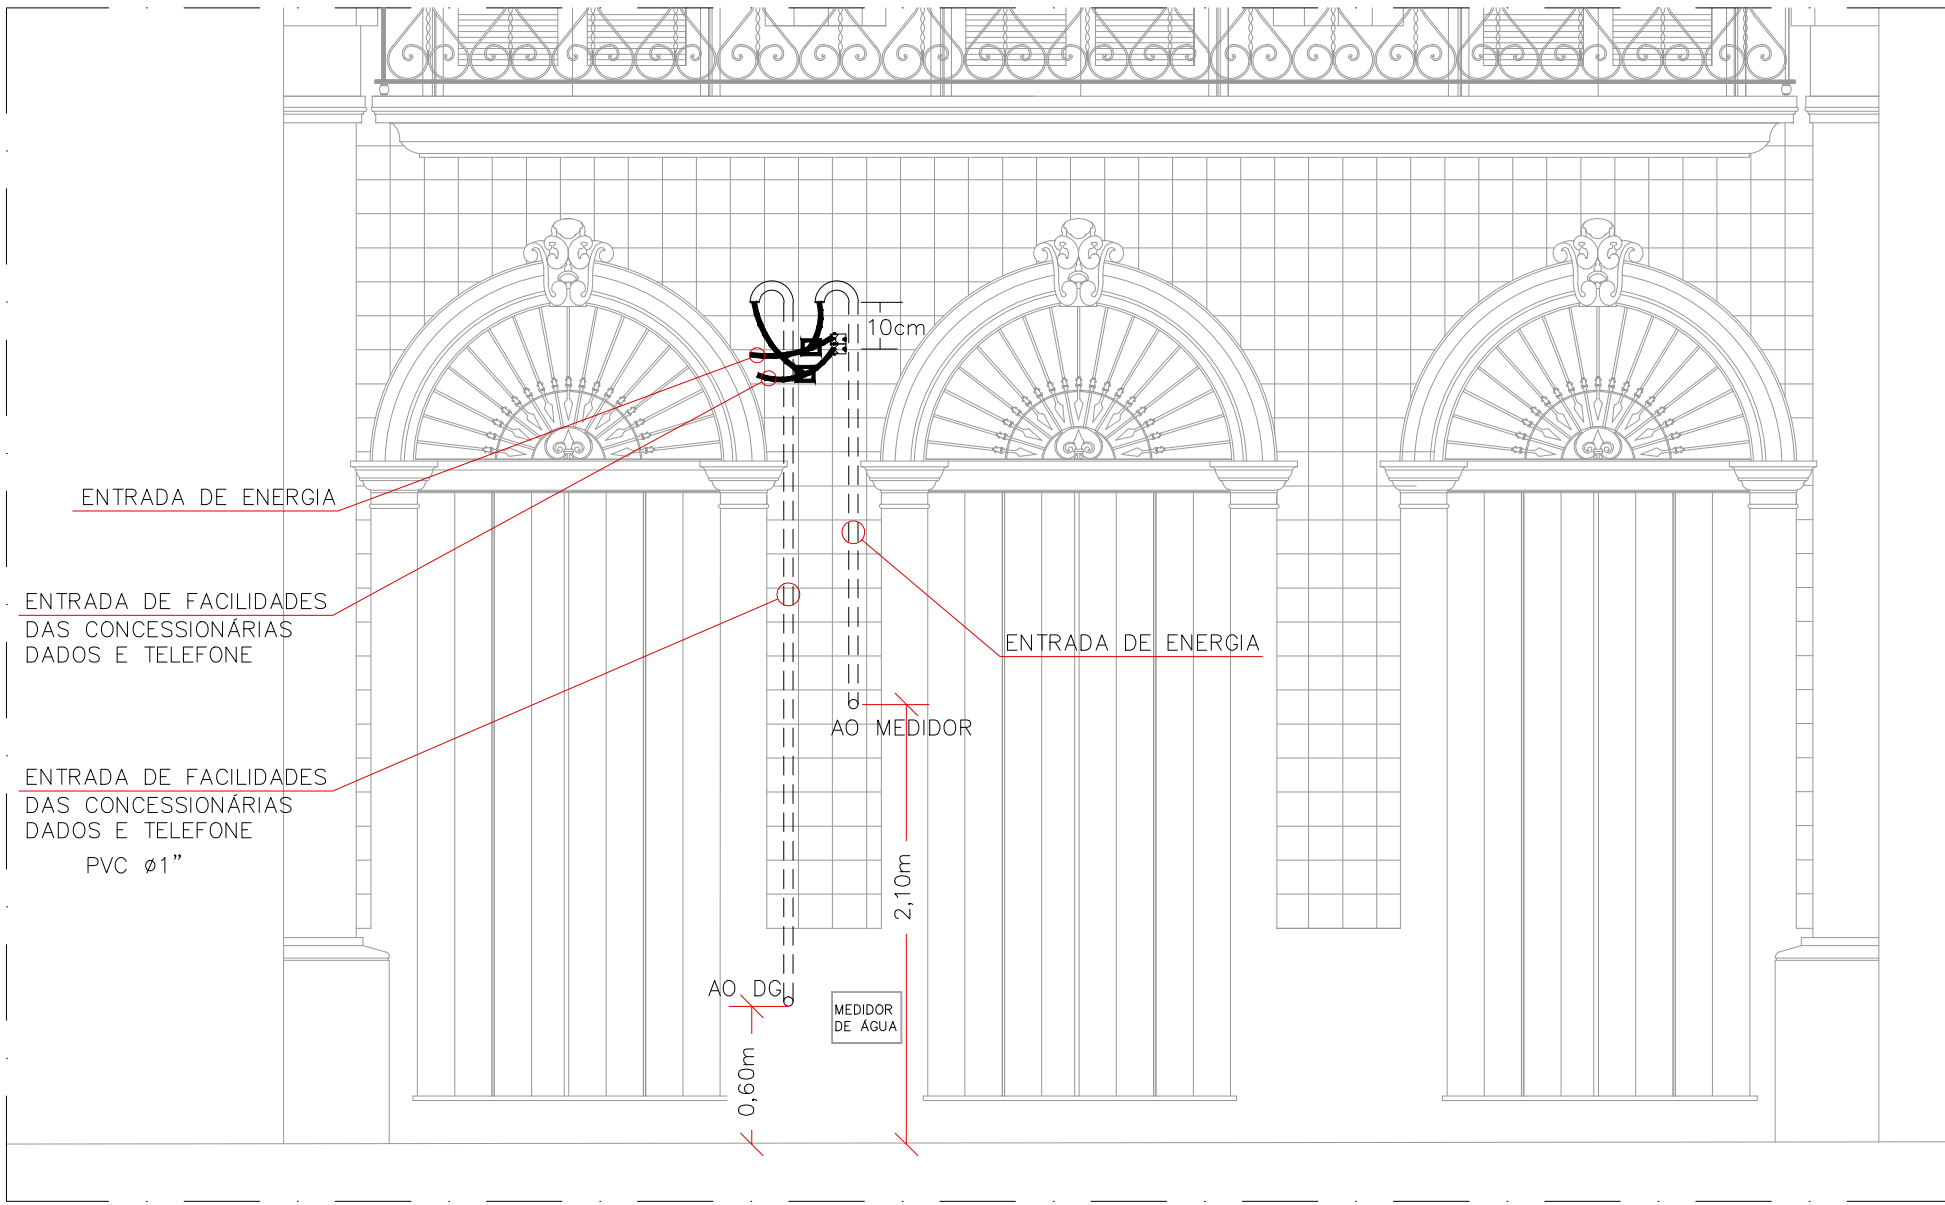 10cm
ENTRADA DE ENERGIA
ENTRADA DE FACILIDADES
DAS CONCESSIONÁRIAS
DADOS E TELEFONE
ENTRADA DE ENERGIA
AO MEDIDOR
ENTRADA DE FACILIDADES
DAS CONCESSIONÁRIAS
DADOS E TELEFONE
PVC ø1”
2,10m
AO DG
MEDIDOR
DE ÁGUA
0,60m